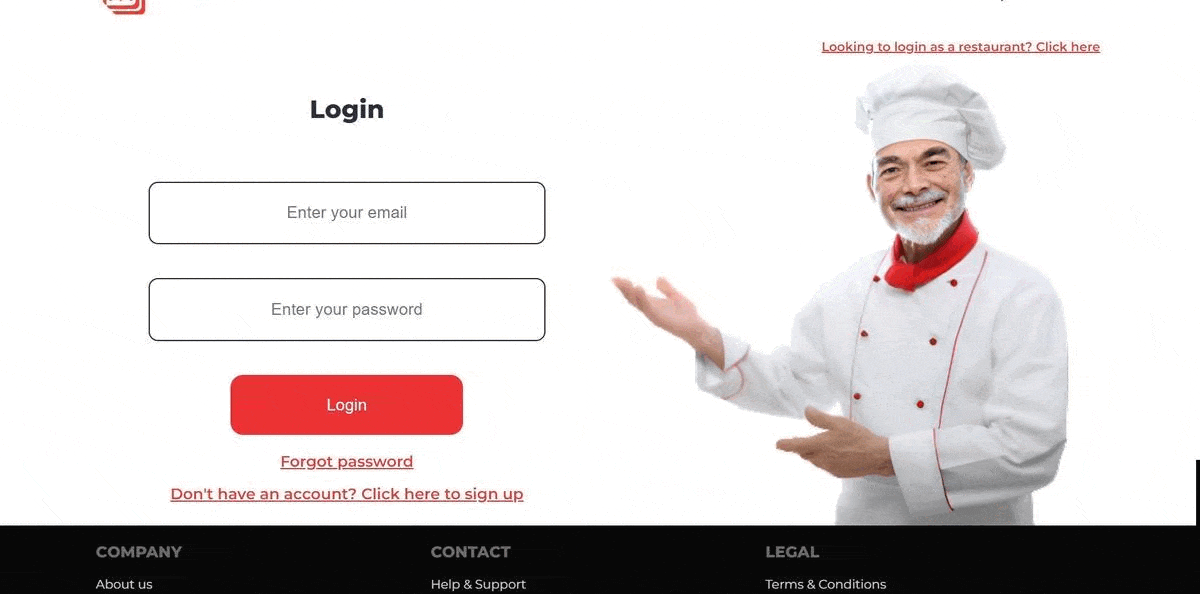 Looking to login as a restaurant? Click here
Login
Enter your email
Enter your password
Login
Forgot password
Don't have an account? Click here to sign up
COMPANY
CONTACT
LEGAL
About us
Help & Support
Terms & Conditions